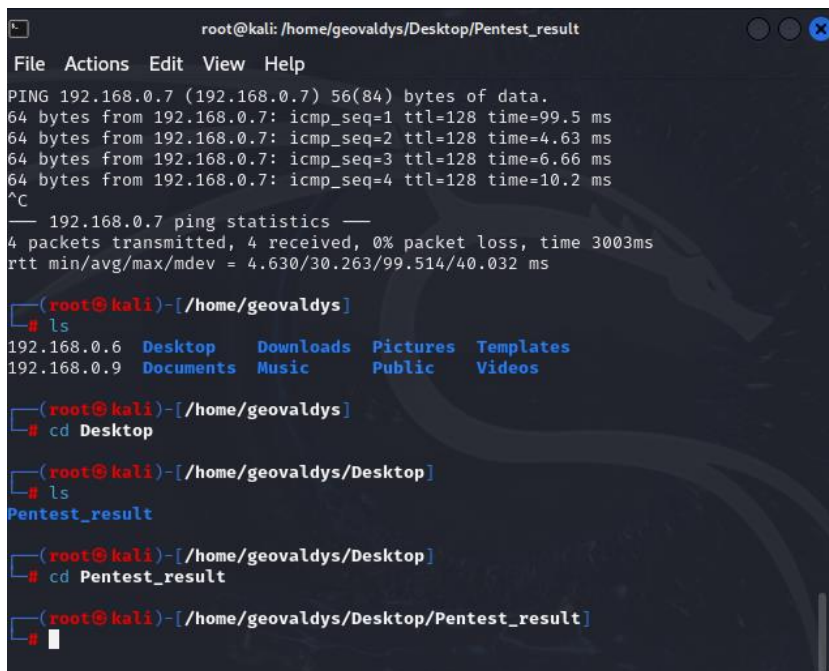 root@kali: /home/geovaldys/Desktop/Pentest_result
File Actions Edit View Help
PING 192.168.0.7 (192.168.0.7) 56(84) bytes of data.
64 bytes from 192.168.0.7: icmp_seq=1 ttl=128 time=99.5 ms
64 bytes from 192.168.0.7: icmp_seq=2 ttl=128 time=4.63 ms
64 bytes from 192.168.0.7: icmp_seq=3 ttl=128 time=6.66 ms
64 bytes from 192.168.0.7: icmp_seq=4 ttl=128 time=10.2 ms
^C
— 192.168.0.7 ping statistics —
4 packets transmitted, 4 received, 0% packet loss, time 3003ms
rtt min/avg/max/mdev = 4.630/30.263/99.514/40.032 ms
┌──(root㉿kali)-[/home/geovaldys]
└─# ls
192.168.0.6 Desktop Downloads Pictures Templates
192.168.0.9 Documents Music Public Videos
┌──(root㉿kali)-[/home/geovaldys]
└─# cd Desktop
┌──(root㉿kali)-[/home/geovaldys/Desktop]
└─# ls
Pentest_result
┌──(root㉿kali)-[/home/geovaldys/Desktop]
└─# cd Pentest_result
┌──(root㉿kali)-[/home/geovaldys/Desktop/Pentest_result]
└─#